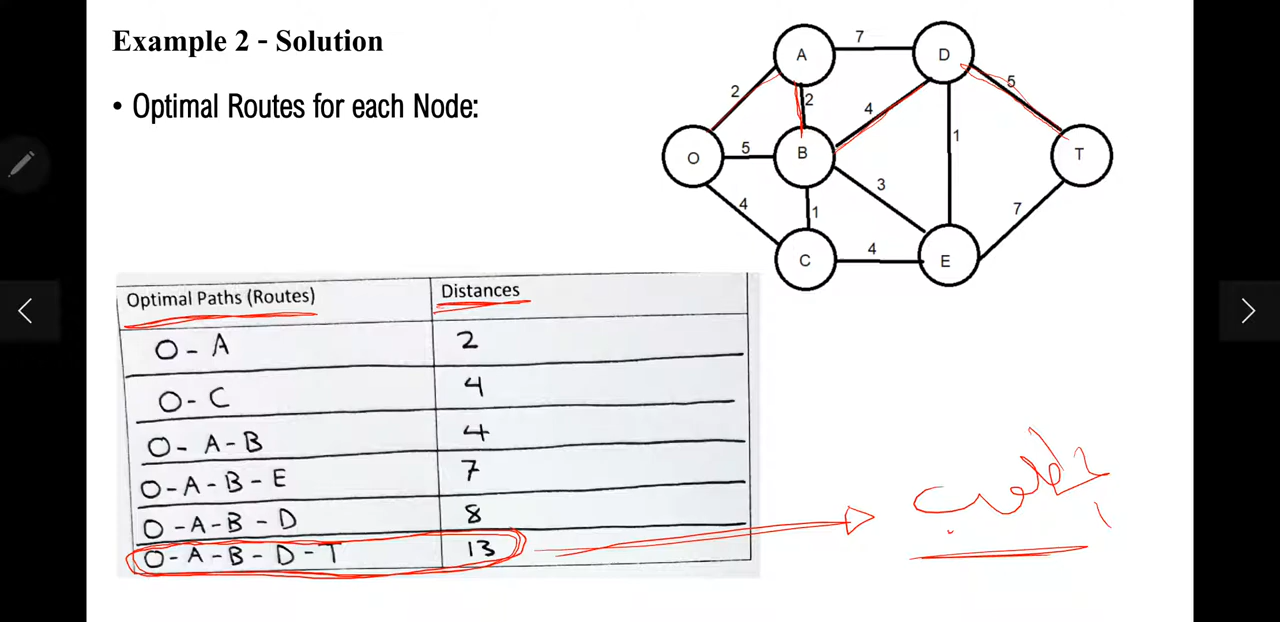 Example 2 - Solution
• Optimal Routes for each Node:
A 7 D
2 2 4 5
O 5 B 1 T
4 1 3 7
C 4 E
Optimal Paths (Routes) Distances
O - A 2
O - C 4
O - A - B 4
O - A - B - E 7
O - A - B - D 8
O - A - B - D - T 13